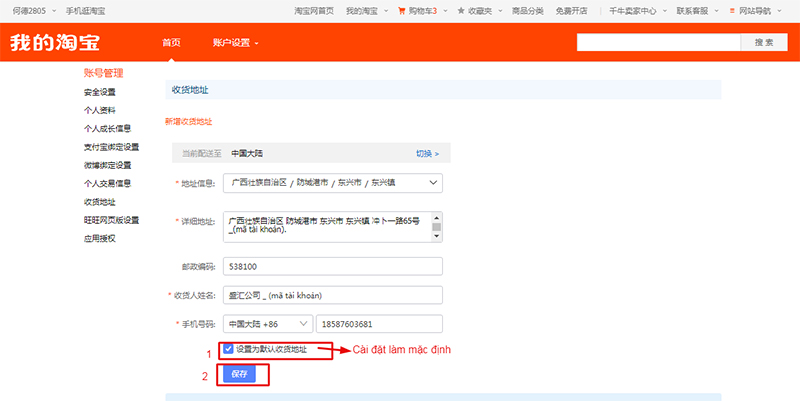 何德2805 手机逛淘宝 淘宝网首页 我的淘宝 购物车3 收藏夹 商品分类 免费开店 千牛卖家中心 联系客服 网站导航
我的淘宝 首页 账户设置 搜 索
账号管理
安全设置
个人资料
个人成长信息
支付宝绑定设置
微博绑定设置
个人交易信息
收货地址
旺旺网页版设置
应用授权
收货地址
新增收货地址
当前配送至 中国大陆 切换 >
* 地址信息: 广西壮族自治区 / 防城港市 / 东兴市 / 东兴镇
* 详细地址: 广西壮族自治区 防城港市 东兴市 东兴镇 冲卜一路65号
_(mã tài khoản).
邮政编码: 538100
* 收货人姓名: 盛汇公司 _ (mã tài khoản)
* 手机号码: 中国大陆 +86 18587603681
1 设置为默认收货地址 Cài đặt làm mặc định
2 保存